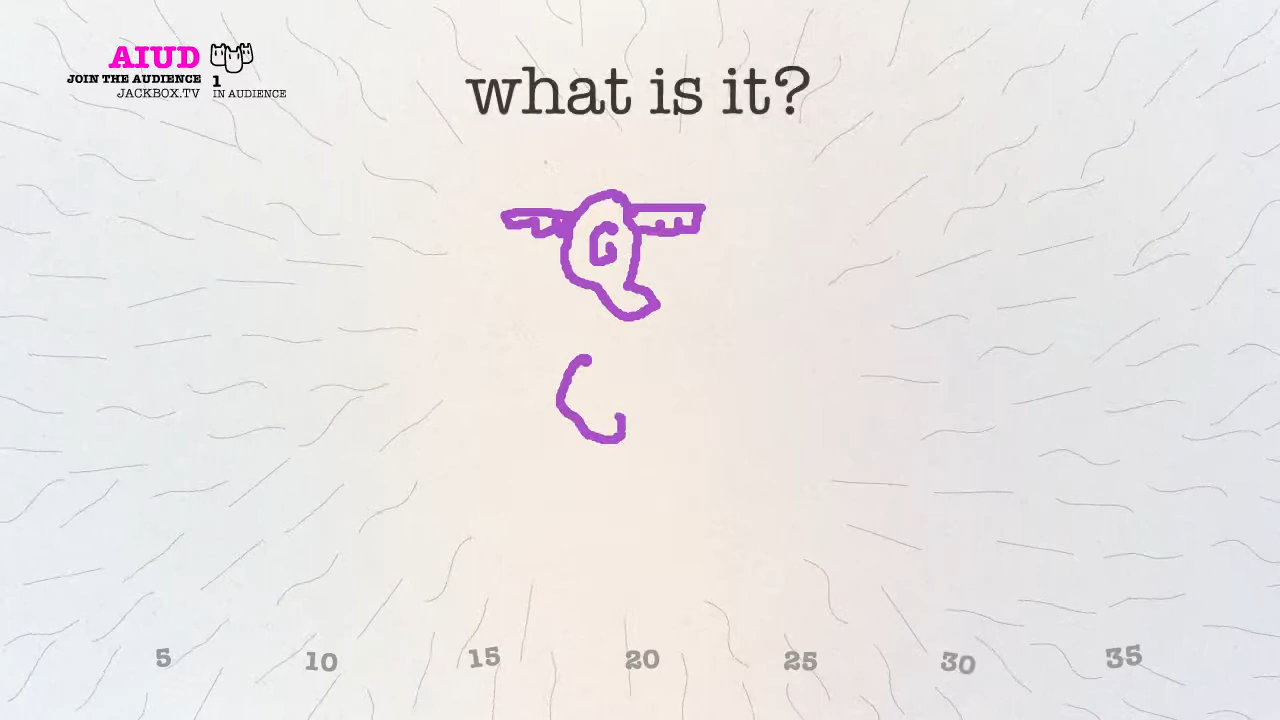 AIUD
JOIN THE AUDIENCE
JACKBOX.TV
1
IN AUDIENCE
what is it?
G
5 10 15 20 25 30 35